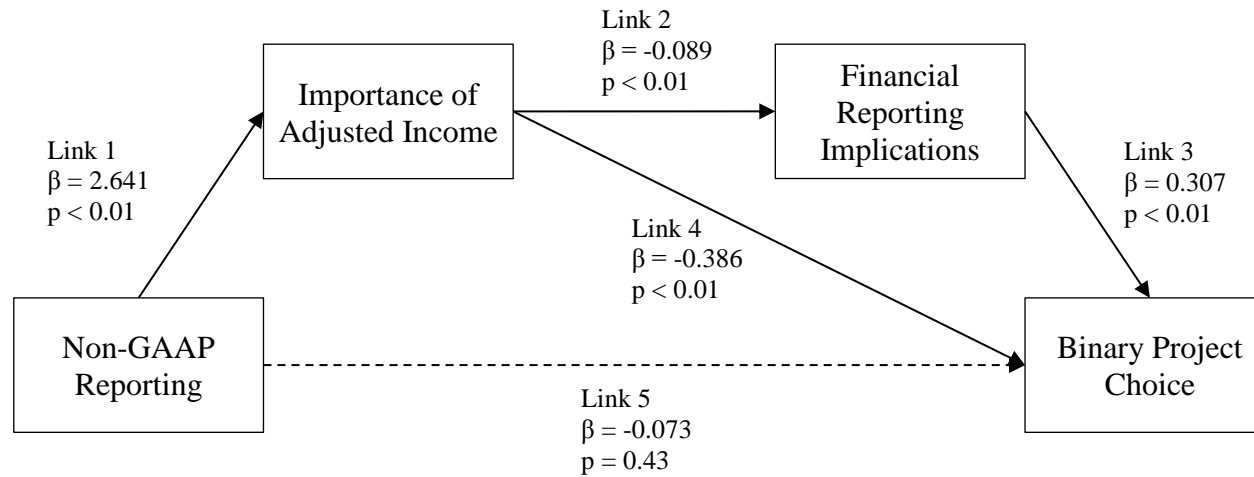 Link 2
β = -0.089
p < 0.01
Importance of
Adjusted Income
Financial
Reporting
Implications
Link 1
β = 2.641
p < 0.01
Link 3
β = 0.307
p < 0.01
Link 4
β = -0.386
p < 0.01
Non-GAAP
Reporting
Binary Project
Choice
Link 5
β = -0.073
p = 0.43